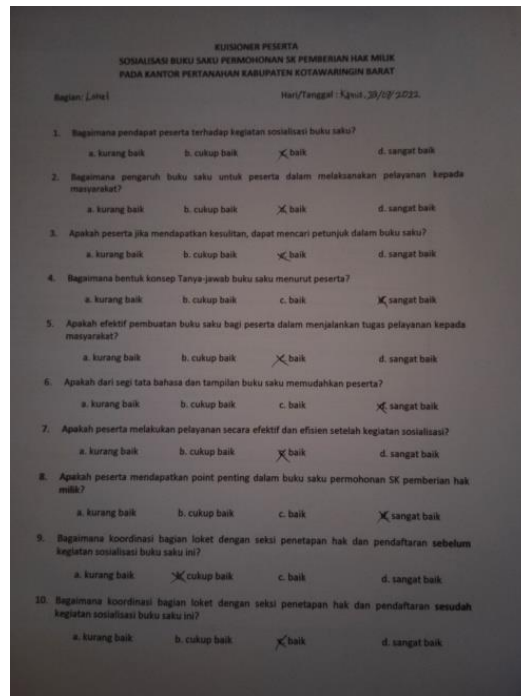 KUISIONER PESERTA
SOSIALISASI BUKU SAKU PERMOHONAN SK PEMBERIAN HAK MILIK
PADA KANTOR PERTANAHAN KABUPATEN KOTAWARINGIN BARAT
Bagian: Loket Hari/Tanggal :
1. Bagaimana pendapat peserta terhadap kegiatan sosialisasi buku saku?
a. kurang baik b. cukup baik baik d. sangat baik
2. Bagaimana pengaruh buku saku untuk peserta dalam melaksanakan pelayanan kepada
masyarakat?
a. kurang baik b. cukup baik baik d. sangat baik
3. Apakah peserta jika mendapatkan kesulitan, dapat mencari petunjuk dalam buku saku?
a. kurang baik b. cukup baik baik d. sangat baik
4. Bagaimana bentuk konsep Tanya-jawab buku saku menurut peserta?
a. kurang baik b. cukup baik c. baik sangat baik
5. Apakah efektif pembuatan buku saku bagi peserta dalam menjalankan tugas pelayanan kepada
masyarakat?
a. kurang baik b. cukup baik baik d. sangat baik
6. Apakah dari segi tata bahasa dan tampilan buku saku memudahkan peserta?
a. kurang baik b. cukup baik c. baik sangat baik
7. Apakah peserta melakukan pelayanan secara efektif dan efisien setelah kegiatan sosialisasi?
a. kurang baik b. cukup baik baik d. sangat baik
8. Apakah peserta mendapatkan point penting dalam buku saku permohonan SK pemberian hak
milik?
a. kurang baik b. cukup baik c. baik sangat baik
9. Bagaimana koordinasi bagian loket dengan seksi penetapan hak dan pendaftaran sebelum
kegiatan sosialisasi buku saku ini?
a. kurang baik cukup baik c. baik d. sangat baik
10. Bagaimana koordinasi bagian loket dengan seksi penetapan hak dan pendaftaran sesudah
kegiatan sosialisasi buku saku ini?
a. kurang baik b. cukup baik baik d. sangat baik